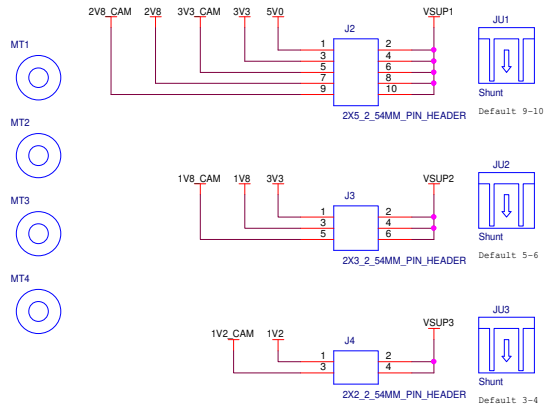 2V8_CAM 2V8 3V3_CAM 3V3 5V0 VSUP1
J2 JU1
MT1
1 2
3 4
5 6
7 8
9 10
Shunt
2X5_2_54MM_PIN_HEADER
Default 9-10
MT2
1V8_CAM 1V8 3V3 VSUP2 JU2
J3
MT3
1 2
3 4
5 6
Shunt
2X3_2_54MM_PIN_HEADER
Default 5-6
MT4
JU3
VSUP3
1V2_CAM 1V2
J4
1 2
3 4
Shunt
2X2_2_54MM_PIN_HEADER
Default 3-4